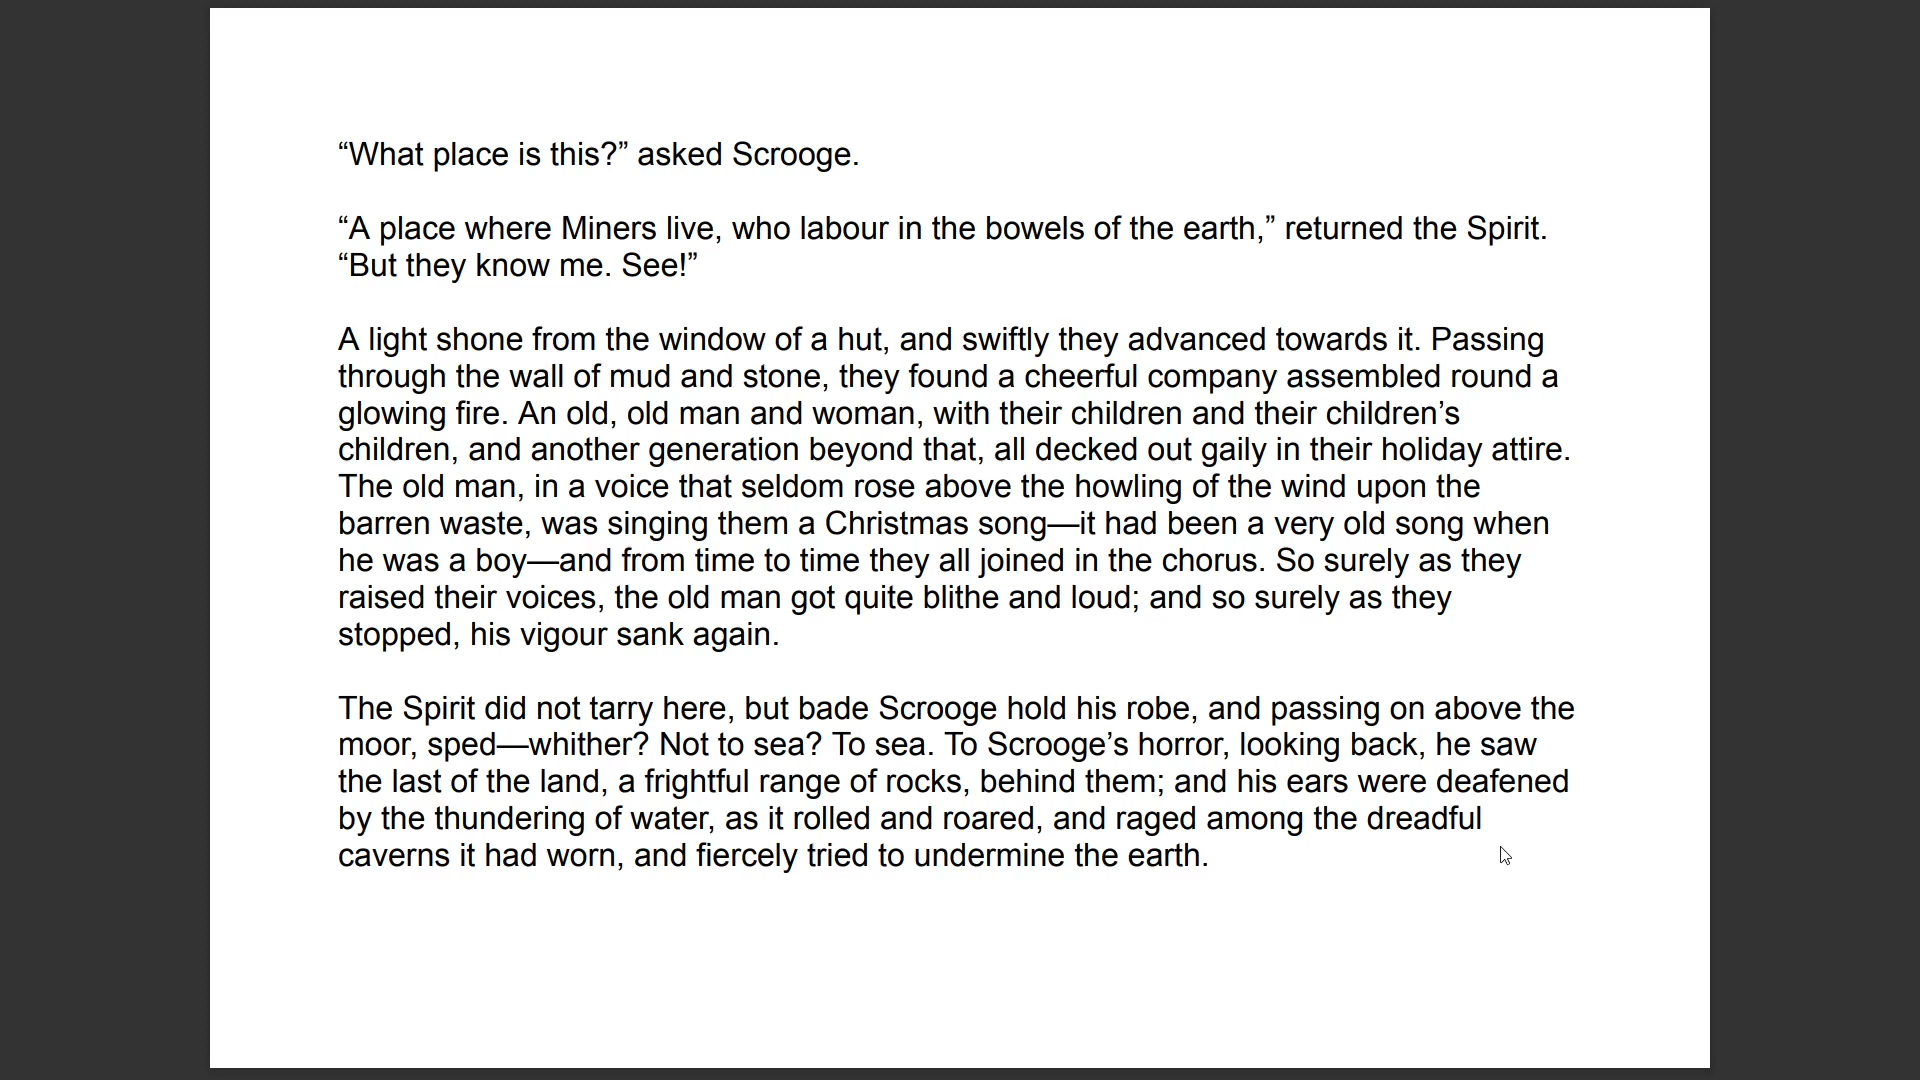 “What place is this?” asked Scrooge.
“A place where Miners live, who labour in the bowels of the earth,” returned the Spirit.
“But they know me. See!”
A light shone from the window of a hut, and swiftly they advanced towards it. Passing
through the wall of mud and stone, they found a cheerful company assembled round a
glowing fire. An old, old man and woman, with their children and their children’s
children, and another generation beyond that, all decked out gaily in their holiday attire.
The old man, in a voice that seldom rose above the howling of the wind upon the
barren waste, was singing them a Christmas song—it had been a very old song when
he was a boy—and from time to time they all joined in the chorus. So surely as they
raised their voices, the old man got quite blithe and loud; and so surely as they
stopped, his vigour sank again.
The Spirit did not tarry here, but bade Scrooge hold his robe, and passing on above the
moor, sped—whither? Not to sea? To sea. To Scrooge’s horror, looking back, he saw
the last of the land, a frightful range of rocks, behind them; and his ears were deafened
by the thundering of water, as it rolled and roared, and raged among the dreadful
caverns it had worn, and fiercely tried to undermine the earth.